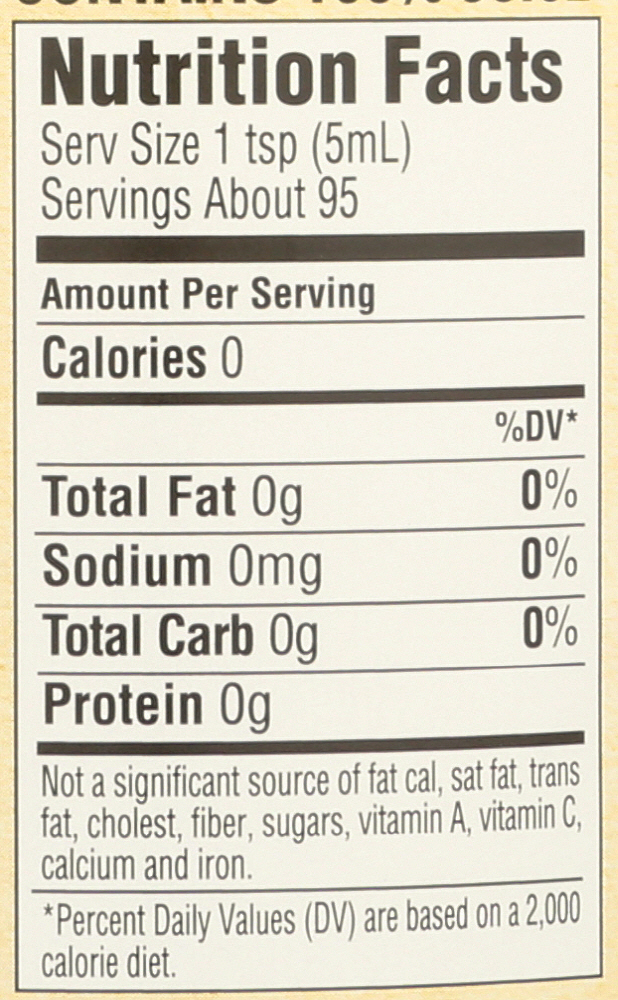 Nutrition Facts
Serv Size 1 tsp (5mL)
Servings About 95
Amount Per Serving
Calories 0
%DV*
Total Fat 0g 0%
Sodium 0mg 0%
Total Carb 0g 0%
Protein 0g
Not a significant source of fat cal, sat fat, trans
fat, cholest, fiber, sugars, vitamin A, vitamin C,
calcium and iron.
*Percent Daily Values (DV) are based on a 2,000
calorie diet.